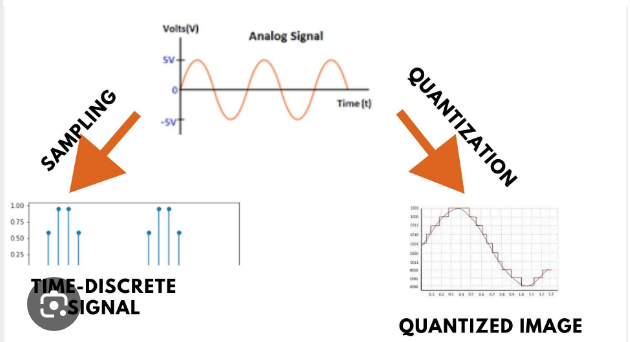 Volts(V)
Analog Signal
5V
0
Time (t)
-5V
SAMPLING
QUANTIZATION
1.00
0.75
0.50
0.25
TIME-DISCRETE
SIGNAL
QUANTIZED IMAGE